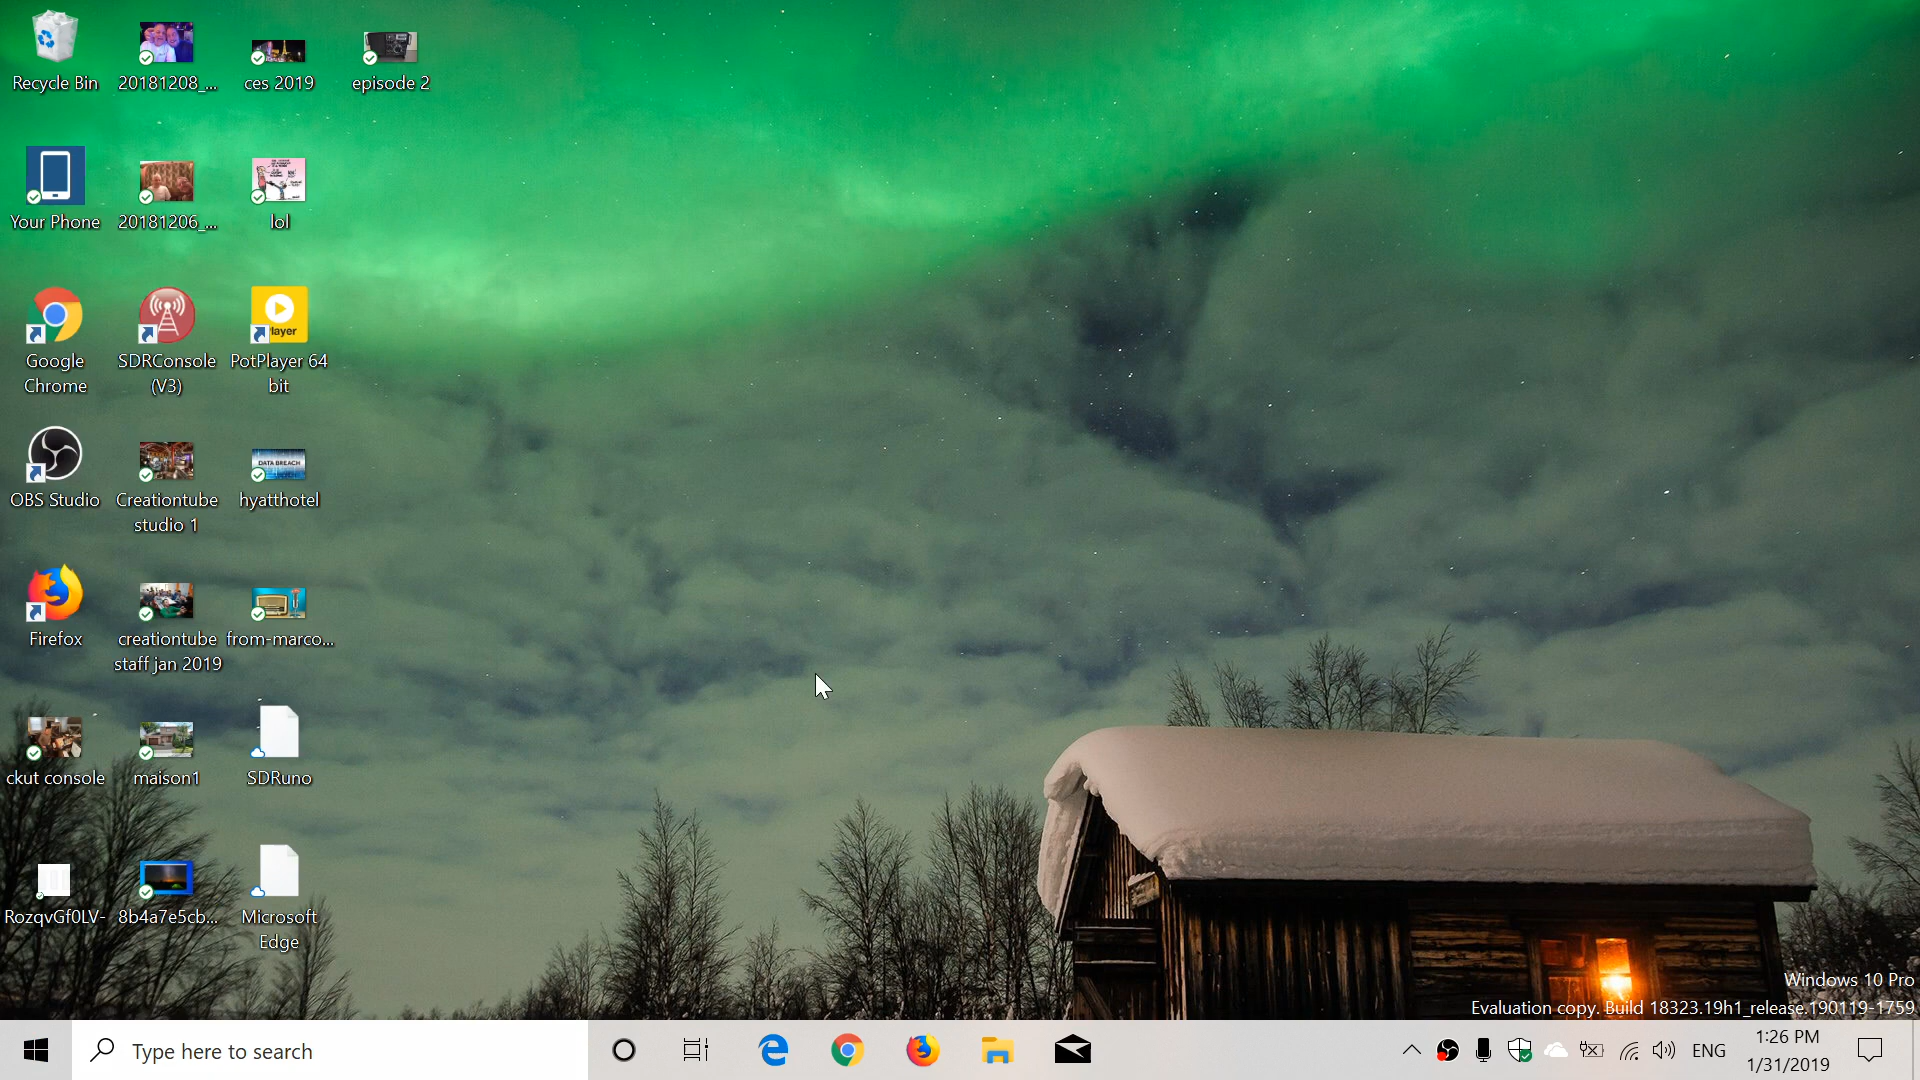 Recycle Bin
20181208_...
ces 2019
episode 2
Your Phone
20181206_...
lol
Google
Chrome
SDRConsole
(V3)
Player
PotPlayer 64
bit
OBS Studio
Creationtube
studio 1
DATA BREACH
hyatthotel
Firefox
creationtube
staff jan 2019
from-marco...
ckut console
maison1
SDRuno
RozqvGf0LV-
8b4a7e5cb...
Microsoft
Edge
Windows 10 Pro
Evaluation copy. Build 18323.19h1_release.190119-1759
Type here to search
ENG
1:26 PM
1/31/2019